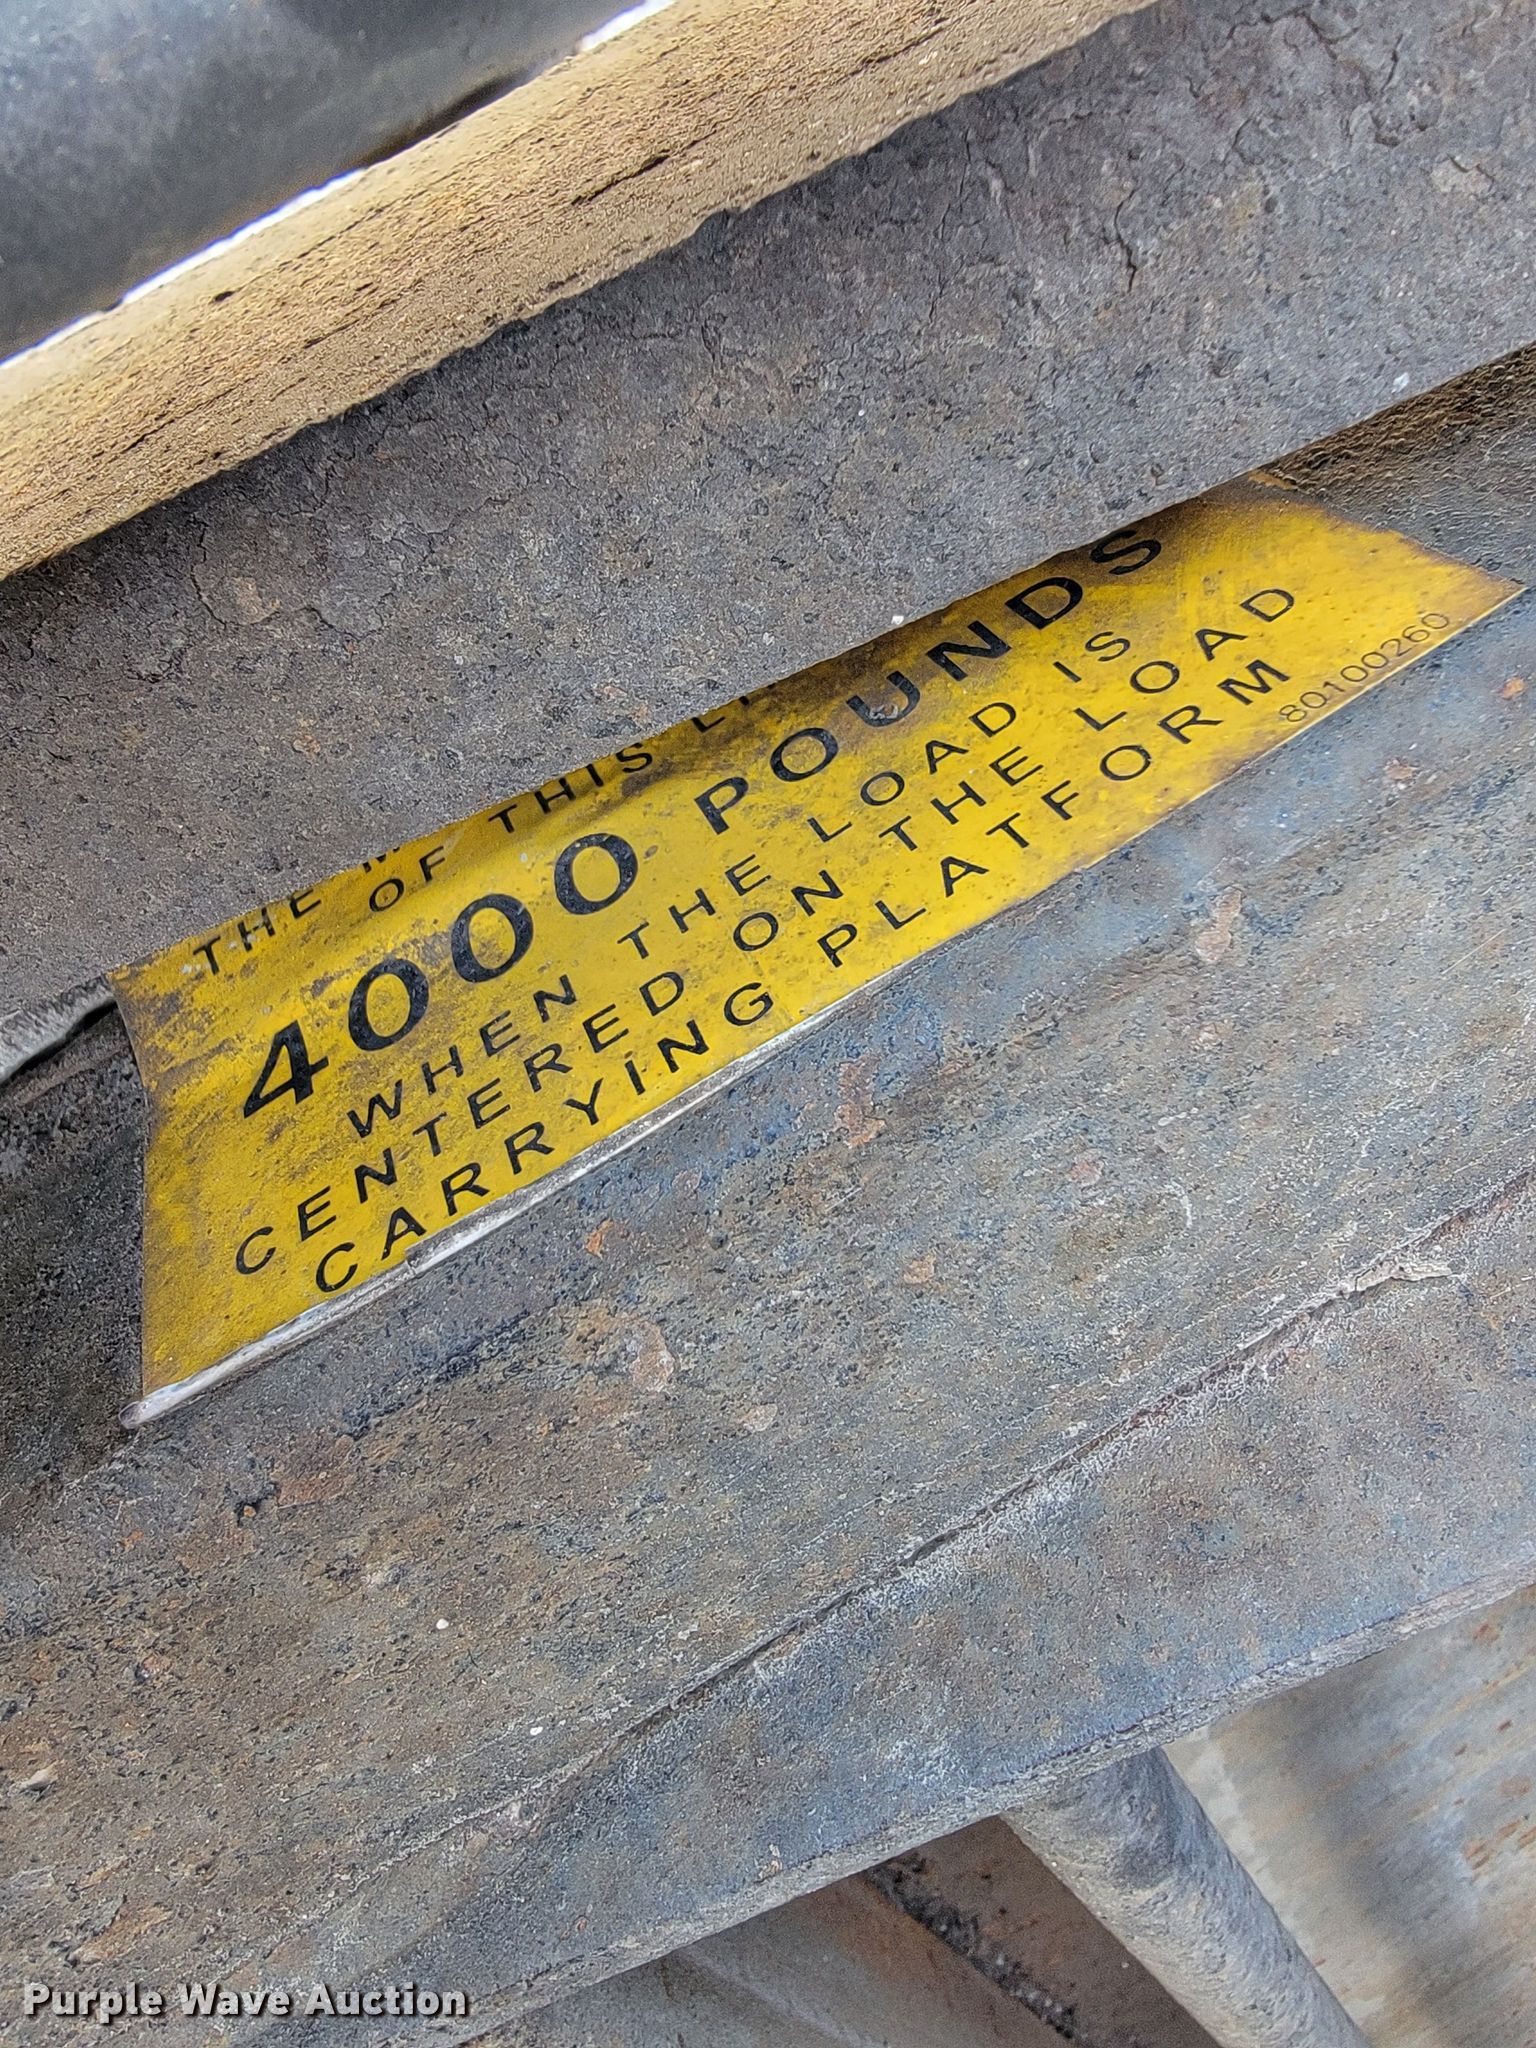 THE
OF THIS
4000 POUNDS
WHEN THE LOAD IS
CENTERED ON THE LOAD
CARRYING PLATFORM
80100260
Purple Wave Auction